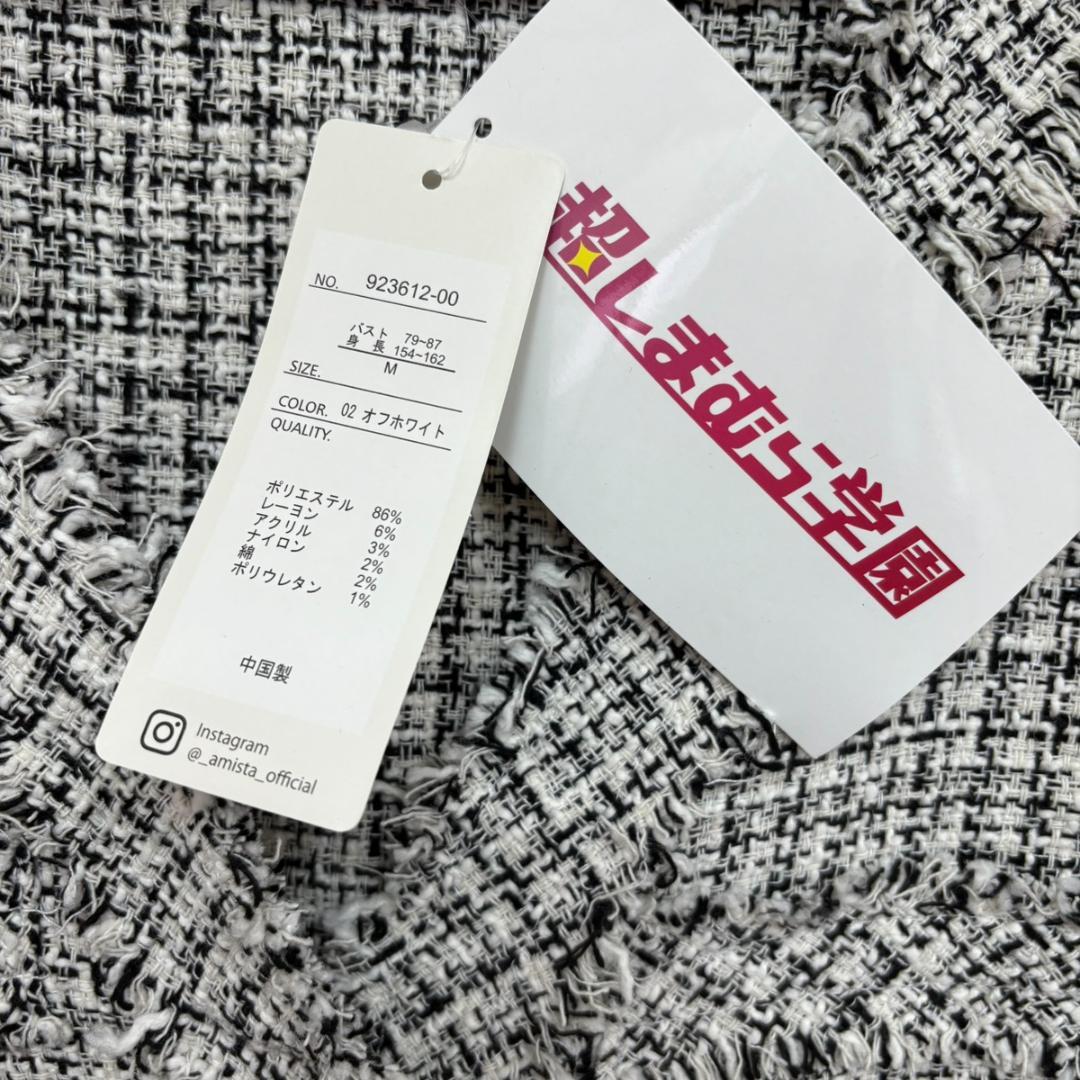 NO. 923612-00
バスト 79~87
身長 154~162
SIZE. M
COLOR. 02 オフホワイト
QUALITY.
ポリエステル 86%
レーヨン 6%
アクリル 3%
ナイロン 2%
綿 2%
ポリウレタン 1%
中国製
Instagram
@_amista_official
超しまむら学園